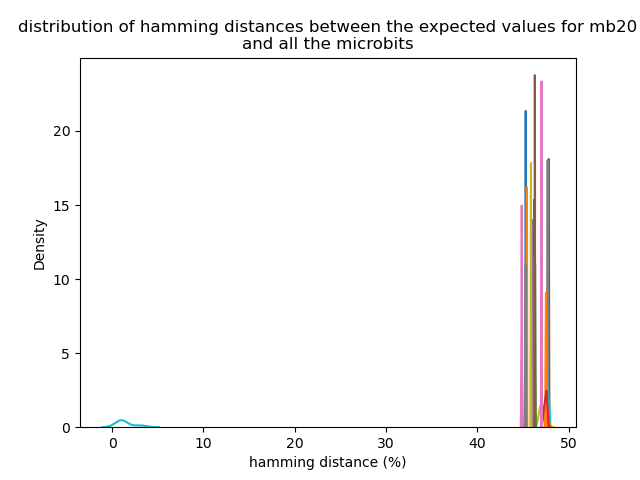 distribution of hamming distances between the expected values for mb20
and all the microbits
20
15
10
5
0
Density
0 10 20 30 40 50
hamming distance (%)